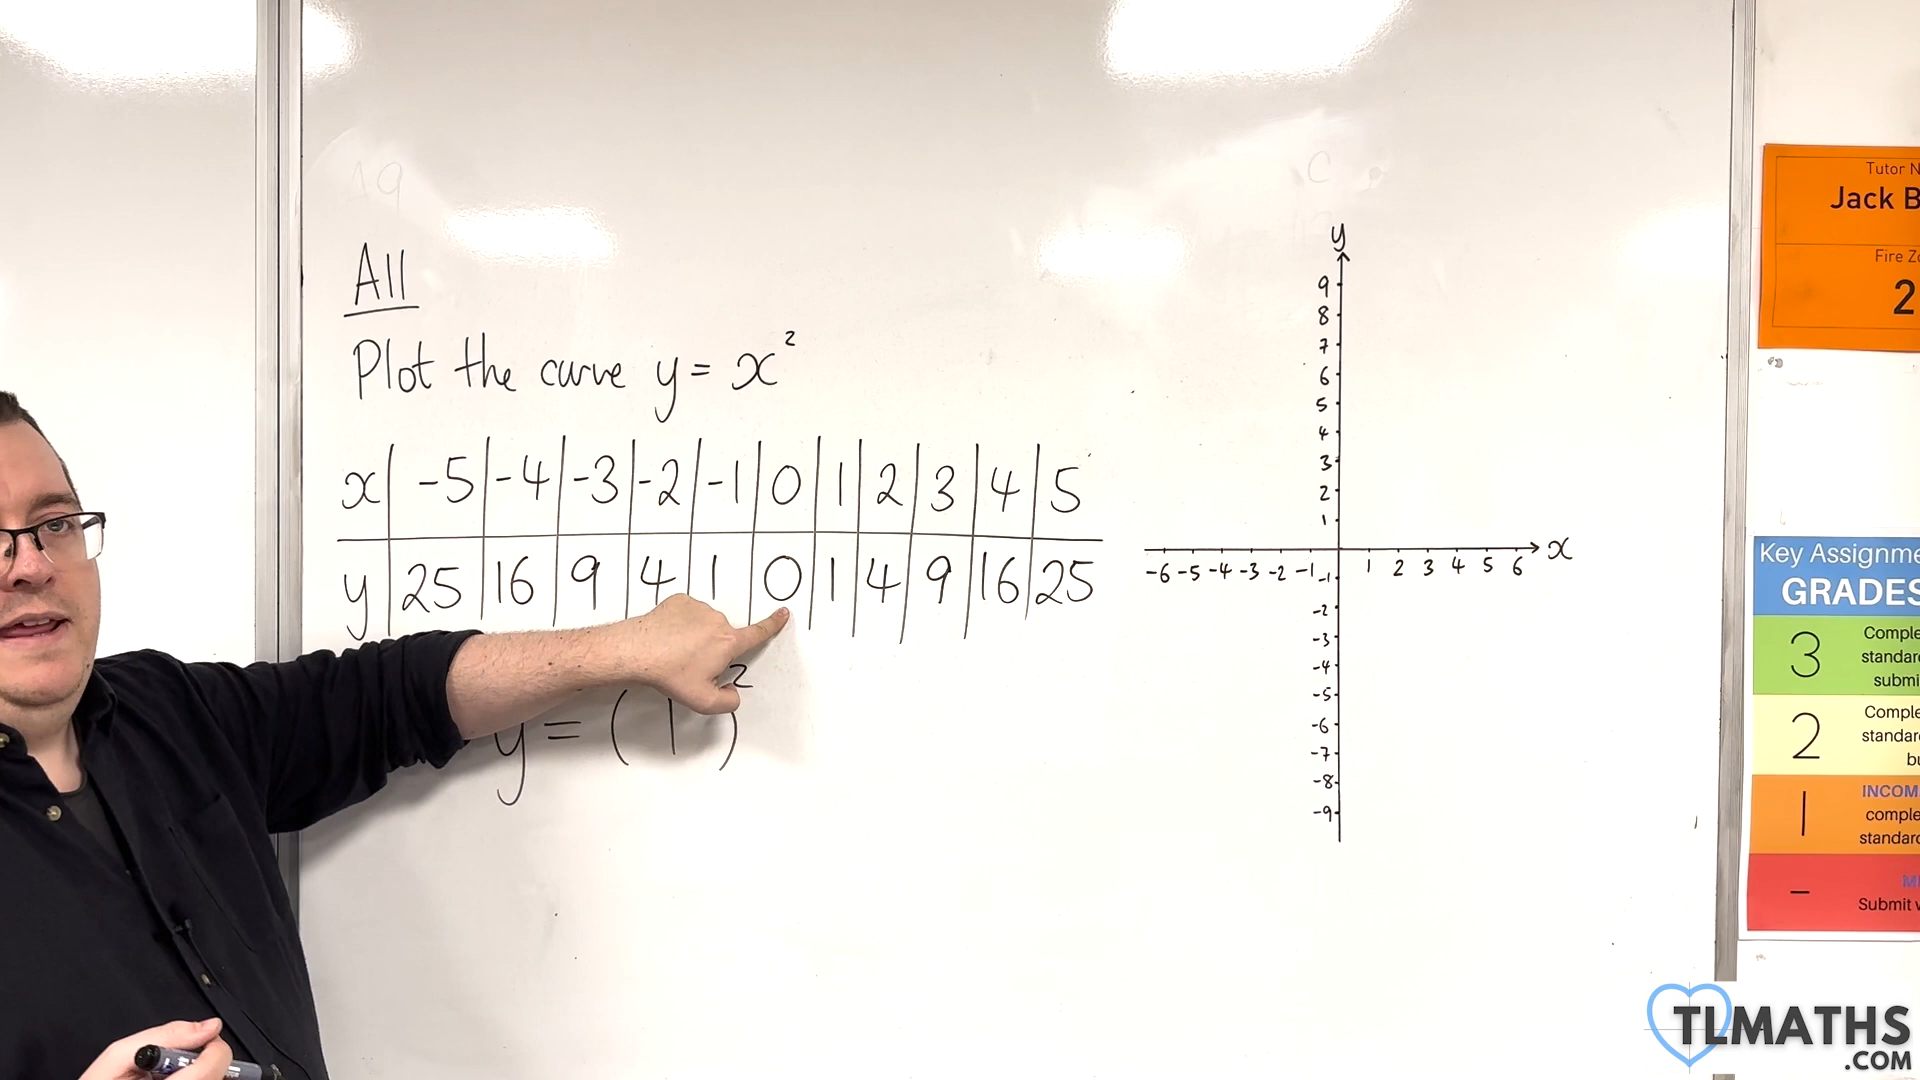 All
Plot the curve y = x²
x | -5 | -4 | -3 | -2 | -1 | 0 | 1 | 2 | 3 | 4 | 5
y | 25 | 16 | 9 | 4 | 1 | 0 | 1 | 4 | 9 | 16 | 25
y = (1)²
y
9
8
7
6
5
4
3
2
1
-6 -5 -4 -3 -2 -1 1 2 3 4 5 6 x
-1
-2
-3
-4
-5
-6
-7
-8
-9
Tutor N
Jack B
Fire Zo
2
Key Assignme
GRADES
3
Comple
standar
submi
2
Comple
standar
bu
1
INCOM
comple
standar
-
M
Submit w
TLMATHS
.COM